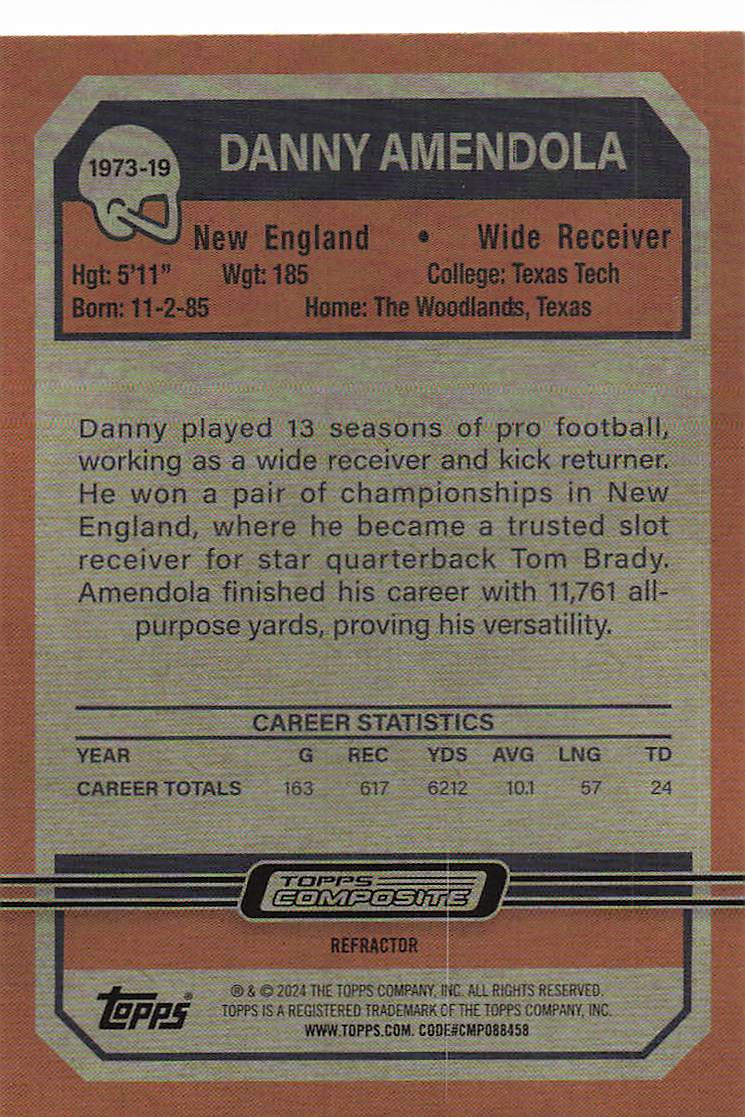 1973-19
DANNY AMENDOLA
New England • Wide Receiver
Hgt: 5'11" Wgt: 185 College: Texas Tech
Born: 11-2-85 Home: The Woodlands, Texas
Danny played 13 seasons of pro football,
working as a wide receiver and kick returner.
He won a pair of championships in New
England, where he became a trusted slot
receiver for star quarterback Tom Brady.
Amendola finished his career with 11,761 all-
purpose yards, proving his versatility.
CAREER STATISTICS
YEAR G REC YDS AVG LNG TD
CAREER TOTALS 163 617 6212 10.1 57 24
TOPPS
COMPOSITE
REFRACTOR
Topps®
® & © 2024 THE TOPPS COMPANY, INC. ALL RIGHTS RESERVED.
TOPPS IS A REGISTERED TRADEMARK OF THE TOPPS COMPANY, INC.
WWW.TOPPS.COM. CODE#CMP088458